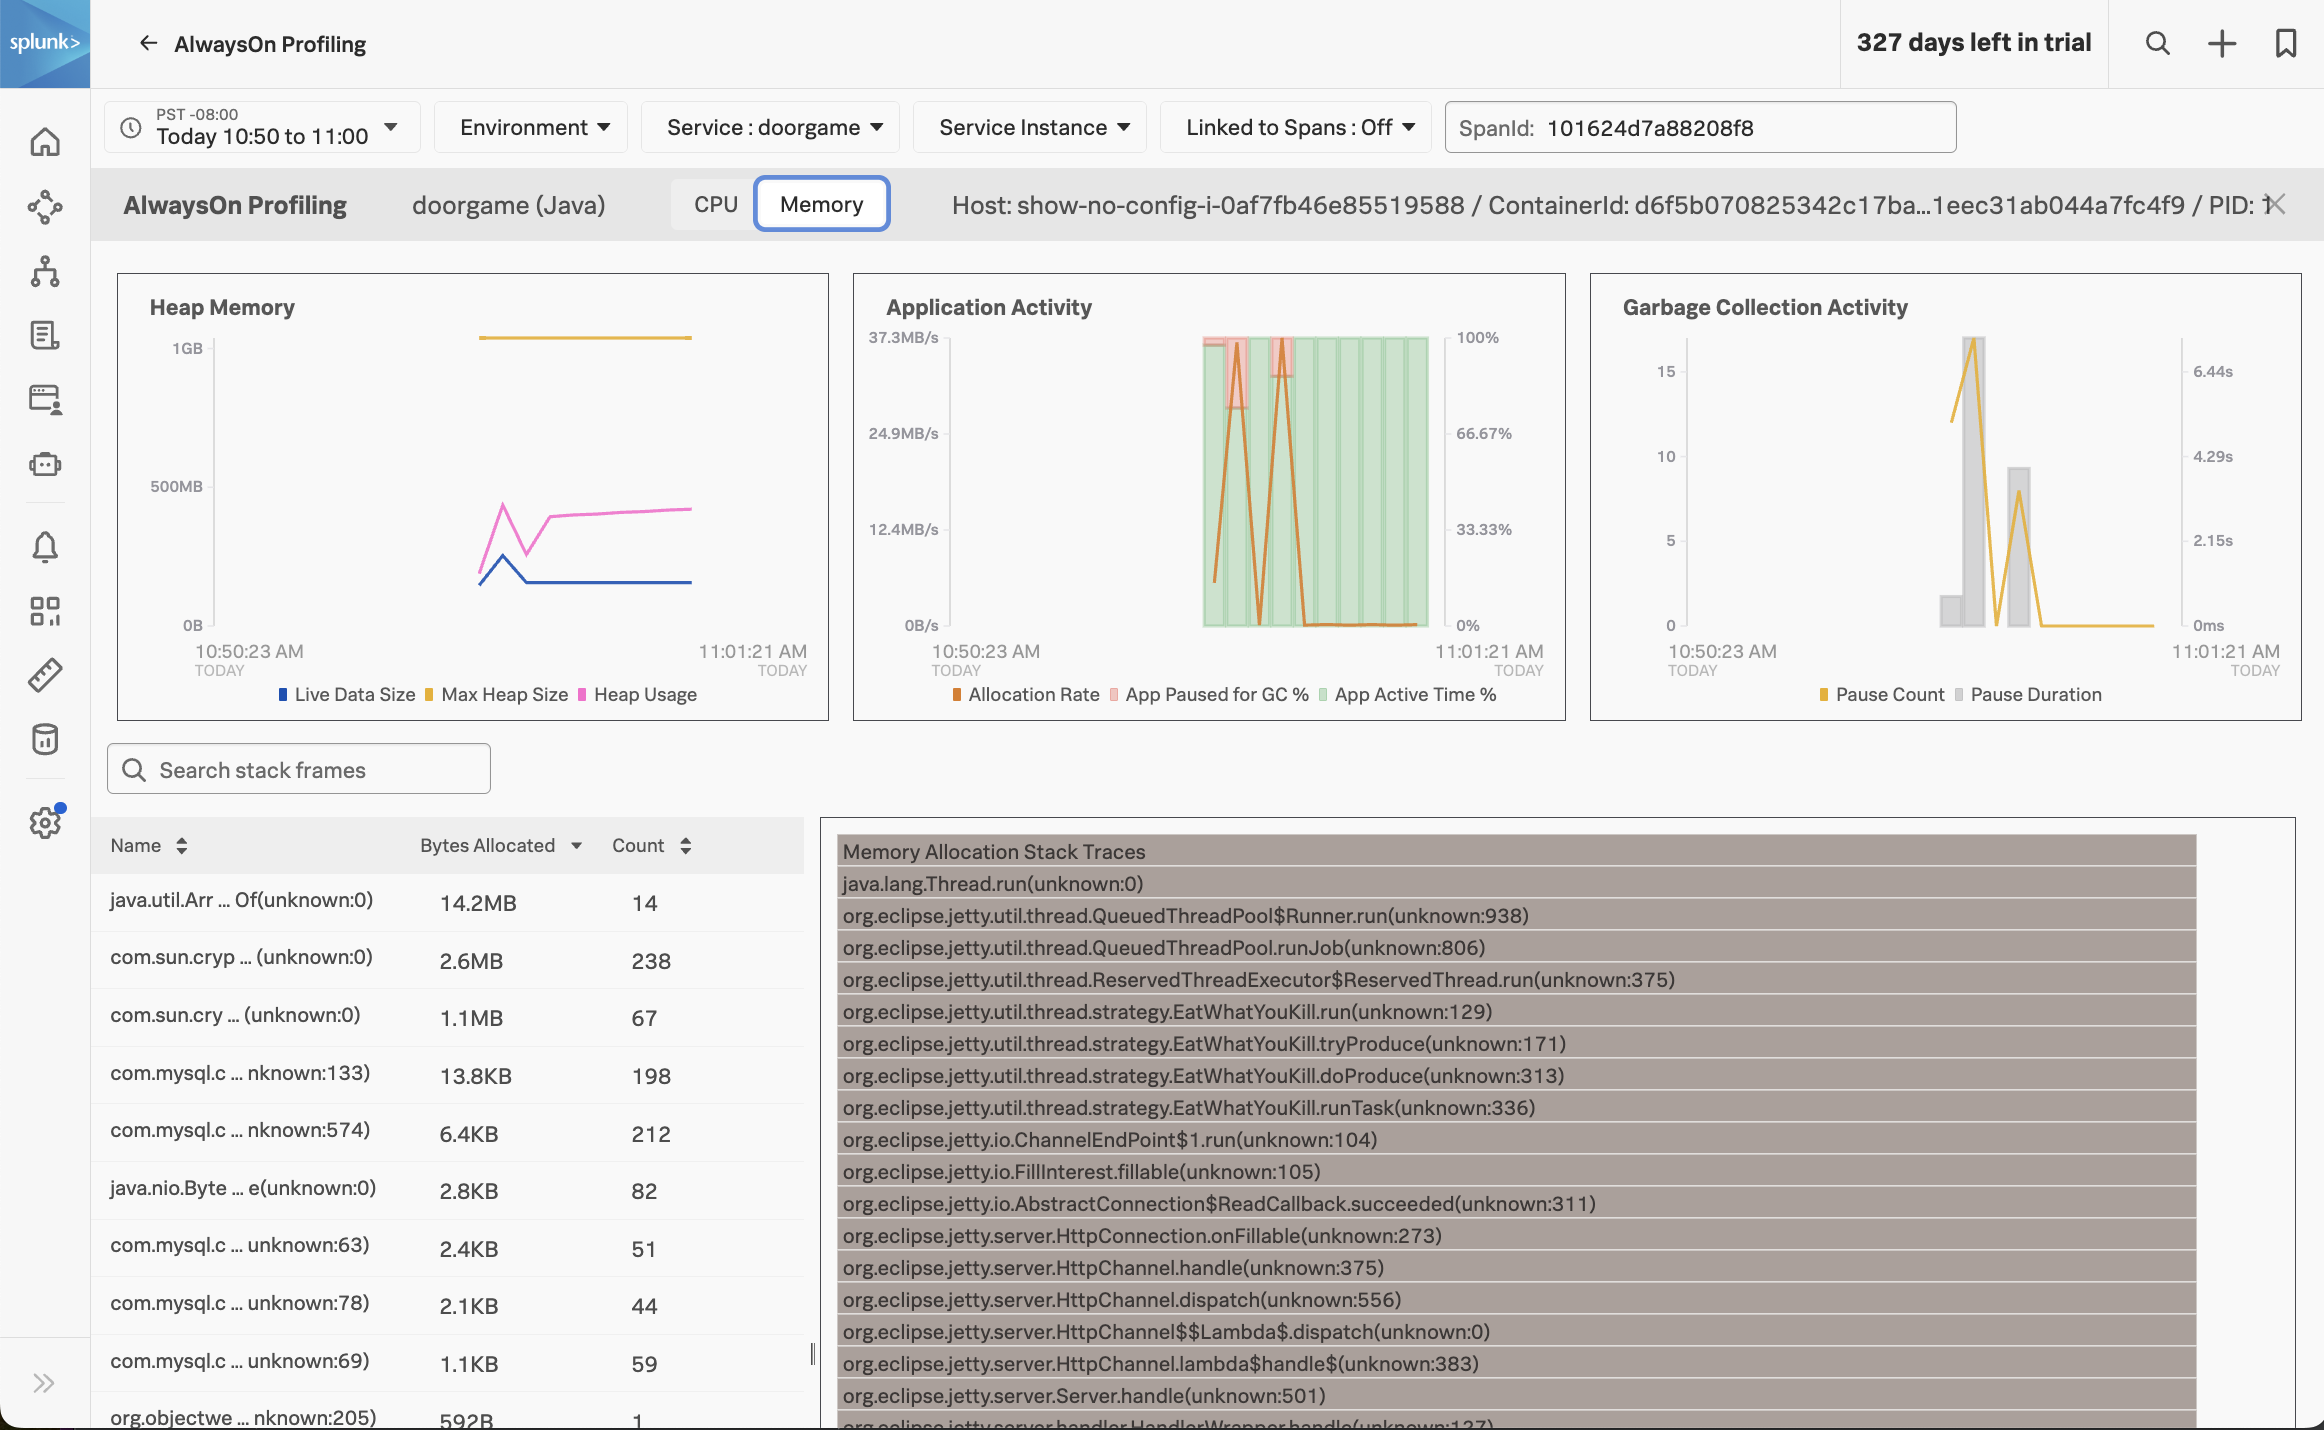 splunk>
AlwaysOn Profiling
327 days left in trial
PST -08:00
Today 10:50 to 11:00
Environment
Service : doorgame
Service Instance
Linked to Spans : Off
SpanId: 101624d7a88208f8
AlwaysOn Profiling
doorgame (Java)
CPU
Memory
Host: show-no-config-i-0af7fb46e85519588 / ContainerId: d6f5b070825342c17ba...1eec31ab044a7fc4f9 / PID: 1
Heap Memory
1GB
500MB
0B
10:50:23 AM
TODAY
11:01:21 AM
TODAY
Live Data Size Max Heap Size Heap Usage
Application Activity
37.3MB/s
24.9MB/s
12.4MB/s
0B/s
100%
66.67%
33.33%
0%
10:50:23 AM
TODAY
11:01:21 AM
TODAY
Allocation Rate App Paused for GC % App Active Time %
Garbage Collection Activity
15
10
5
0
6.44s
4.29s
2.15s
0ms
10:50:23 AM
TODAY
11:01:21 AM
TODAY
Pause Count Pause Duration
Search stack frames
Name Bytes Allocated Count
java.util.Arr ... Of(unknown:0) 14.2MB 14
com.sun.cryp ... (unknown:0) 2.6MB 238
com.sun.cry ... (unknown:0) 1.1MB 67
com.mysql.c ... nknown:133) 13.8KB 198
com.mysql.c ... nknown:574) 6.4KB 212
java.nio.Byte ... e(unknown:0) 2.8KB 82
com.mysql.c ... unknown:63) 2.4KB 51
com.mysql.c ... unknown:78) 2.1KB 44
com.mysql.c ... unknown:69) 1.1KB 59
org.objectwe ... nknown:205) 592B 1
Memory Allocation Stack Traces
java.lang.Thread.run(unknown:0)
org.eclipse.jetty.util.thread.QueuedThreadPool$Runner.run(unknown:938)
org.eclipse.jetty.util.thread.QueuedThreadPool.runJob(unknown:806)
org.eclipse.jetty.util.thread.ReservedThreadExecutor$ReservedThread.run(unknown:375)
org.eclipse.jetty.util.thread.strategy.EatWhatYouKill.run(unknown:129)
org.eclipse.jetty.util.thread.strategy.EatWhatYouKill.tryProduce(unknown:171)
org.eclipse.jetty.util.thread.strategy.EatWhatYouKill.doProduce(unknown:313)
org.eclipse.jetty.util.thread.strategy.EatWhatYouKill.runTask(unknown:336)
org.eclipse.jetty.io.ChannelEndPoint$1.run(unknown:104)
org.eclipse.jetty.io.FillInterest.fillable(unknown:105)
org.eclipse.jetty.io.AbstractConnection$ReadCallback.succeeded(unknown:311)
org.eclipse.jetty.server.HttpConnection.onFillable(unknown:273)
org.eclipse.jetty.server.HttpChannel.handle(unknown:375)
org.eclipse.jetty.server.HttpChannel.dispatch(unknown:556)
org.eclipse.jetty.server.HttpChannel$$Lambda$.dispatch(unknown:0)
org.eclipse.jetty.server.HttpChannel.lambda$handle$(unknown:383)
org.eclipse.jetty.server.Server.handle(unknown:501)
org.eclipse.jetty.server.handler.HandlerWrapper.handle(unknown:127)